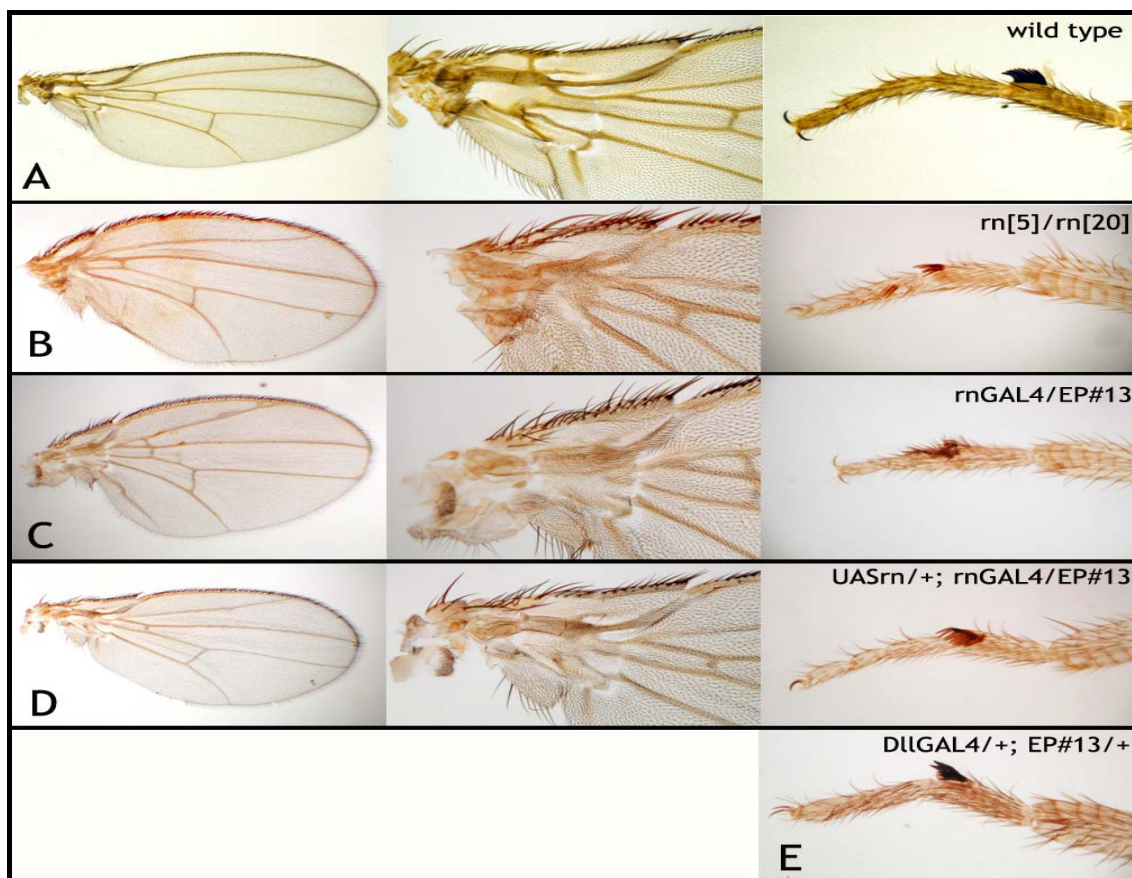 wild type
A
rn[5]/rn[20]
B
rnGAL4/EP#13
C
UASrn/+; rnGAL4/EP#13
D
DllGAL4/+; EP#13/+
E